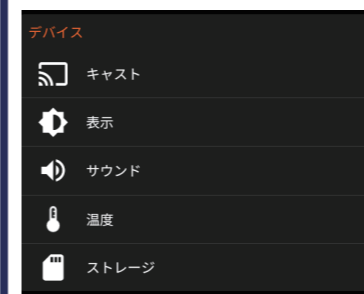 デバイス
キャスト
表示
サウンド
温度
ストレージ